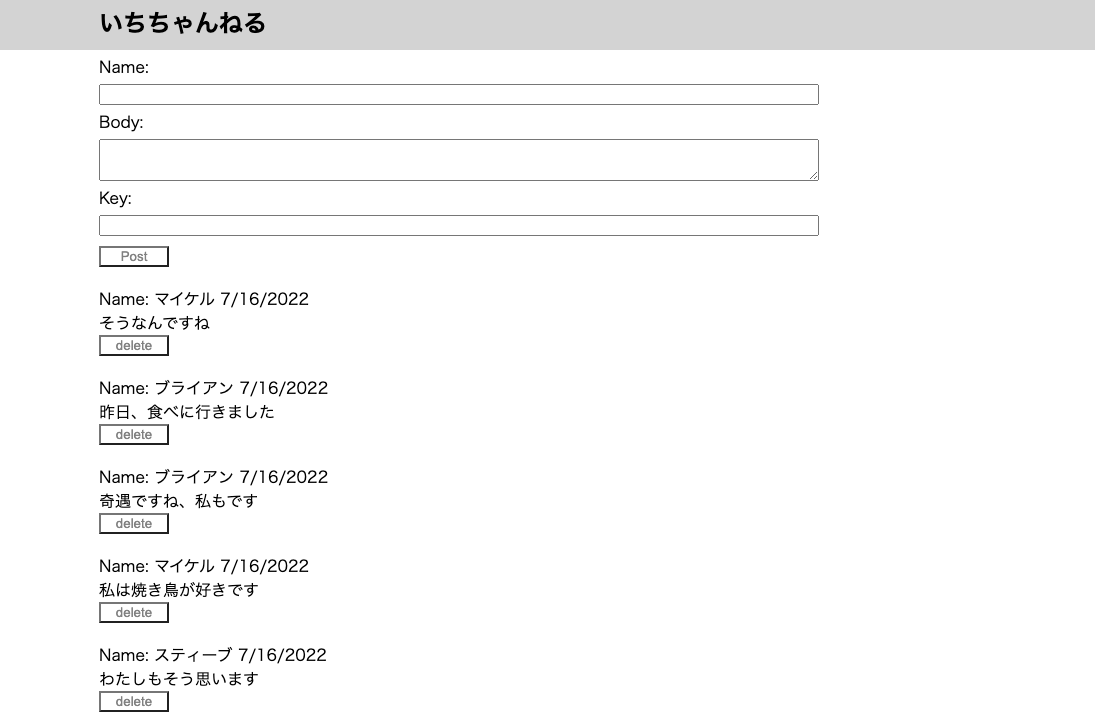 いちちゃんねる
Name:
Body:
Key:
Post
Name: マイケル 7/16/2022
そうなんですね
delete
Name: ブライアン 7/16/2022
昨日、食べに行きました
delete
Name: ブライアン 7/16/2022
奇遇ですね、私もです
delete
Name: マイケル 7/16/2022
私は焼き鳥が好きです
delete
Name: スティーブ 7/16/2022
わたしもそう思います
delete